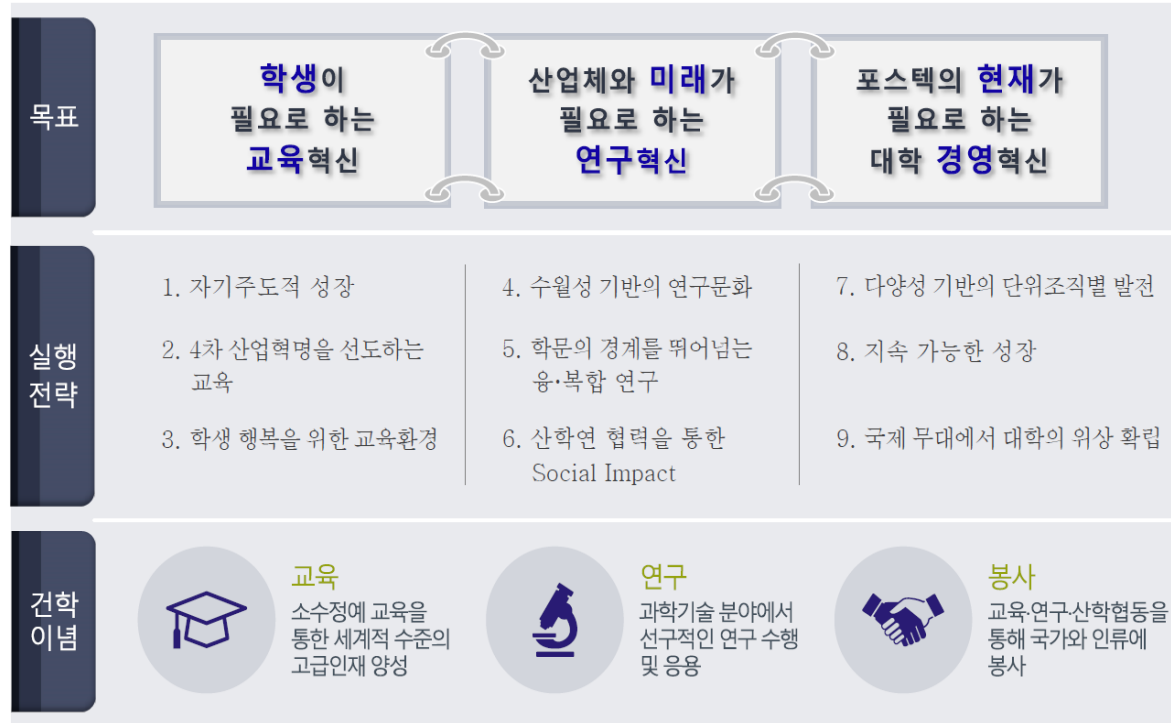 목표
학생이
필요로 하는
교육혁신
산업체와 미래가
필요로 하는
연구혁신
포스텍의 현재가
필요로 하는
대학 경영혁신
실행
전략
1. 자기주도적 성장
2. 4차 산업혁명을 선도하는
교육
3. 학생 행복을 위한 교육환경
4. 수월성 기반의 연구문화
5. 학문의 경계를 뛰어넘는
융·복합 연구
6. 산학연 협력을 통한
Social Impact
7. 다양성 기반의 단위조직별 발전
8. 지속 가능한 성장
9. 국제 무대에서 대학의 위상 확립
건학
이념
교육
소수정예 교육을
통한 세계적 수준의
고급인재 양성
연구
과학기술 분야에서
선구적인 연구 수행
및 응용
봉사
교육·연구·산학협동을
통해 국가와 인류에
봉사